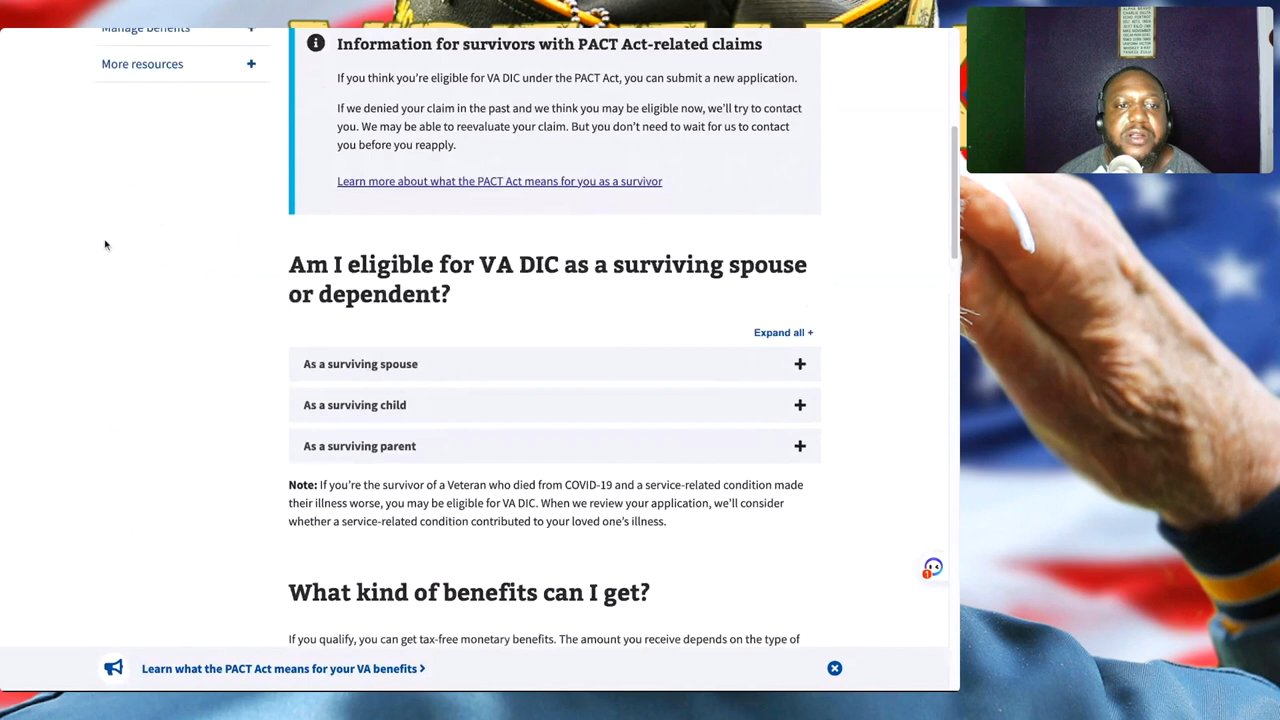 Manage benefits
More resources
Information for survivors with PACT Act-related claims
If you think you're eligible for VA DIC under the PACT Act, you can submit a new application.
If we denied your claim in the past and we think you may be eligible now, we'll try to contact
you. We may be able to reevaluate your claim. But you don't need to wait for us to contact
you before you reapply.
Learn more about what the PACT Act means for you as a survivor
Am I eligible for VA DIC as a surviving spouse
or dependent?
Expand all +
As a surviving spouse
As a surviving child
As a surviving parent
Note: If you're the survivor of a Veteran who died from COVID-19 and a service-related condition made
their illness worse, you may be eligible for VA DIC. When we review your application, we'll consider
whether a service-related condition contributed to your loved one's illness.
What kind of benefits can I get?
If you qualify, you can get tax-free monetary benefits. The amount you receive depends on the type of
Learn what the PACT Act means for your VA benefits